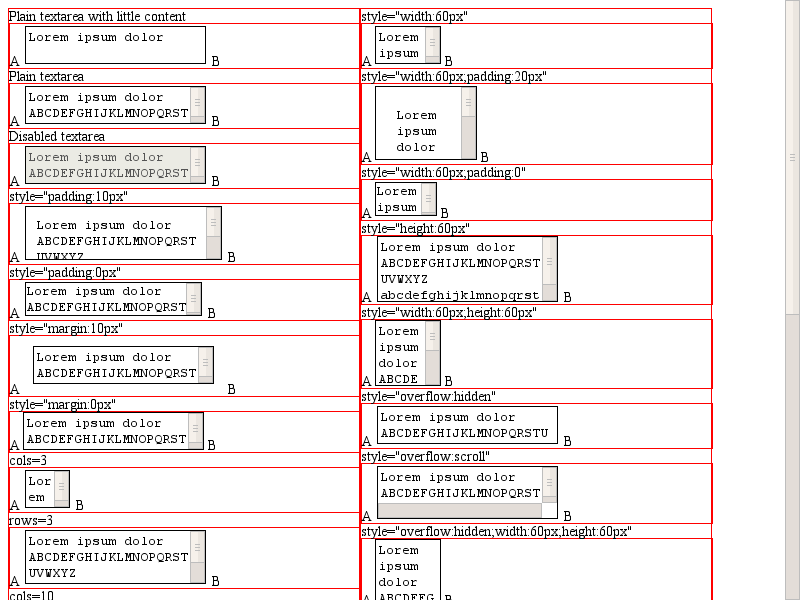 Plain textarea with little content
Lorem ipsum dolor
A B
Plain textarea
Lorem ipsum dolor
ABCDEFGHIJKLMNOPQRST
A B
Disabled textarea
Lorem ipsum dolor
ABCDEFGHIJKLMNOPQRST
A B
style="padding:10px"
Lorem ipsum dolor
ABCDEFGHIJKLMNOPQRST
UVWXYZ
A B
style="padding:0px"
Lorem ipsum dolor
ABCDEFGHIJKLMNOPQRST
A B
style="margin:10px"
Lorem ipsum dolor
ABCDEFGHIJKLMNOPQRST
A B
style="margin:0px"
Lorem ipsum dolor
ABCDEFGHIJKLMNOPQRST
A B
cols=3
Lor
em
A B
rows=3
Lorem ipsum dolor
ABCDEFGHIJKLMNOPQRST
UVWXYZ
A B
cols=10
style="width:60px"
Lorem
ipsum
A B
style="width:60px;padding:20px"
Lorem
ipsum
dolor
A B
style="width:60px;padding:0"
Lorem
ipsum
A B
style="height:60px"
Lorem ipsum dolor
ABCDEFGHIJKLMNOPQRST
UVWXYZ
abcdefghijklmnopqrst
A B
style="width:60px;height:60px"
Lorem
ipsum
dolor
ABCDE
A B
style="overflow:hidden"
Lorem ipsum dolor
ABCDEFGHIJKLMNOPQRSTU
A B
style="overflow:scroll"
Lorem ipsum dolor
ABCDEFGHIJKLMNOPQRST
A B
style="overflow:hidden;width:60px;height:60px"
Lorem
ipsum
dolor
ABCDEFG
A B